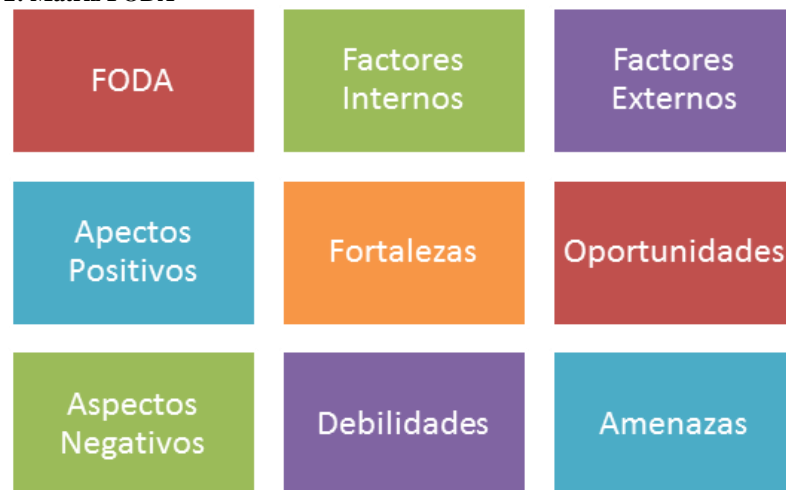 FODA
Factores
Internos
Factores
Externos
Apectos
Positivos
Fortalezas
Oportunidades
Aspectos
Negativos
Debilidades
Amenazas